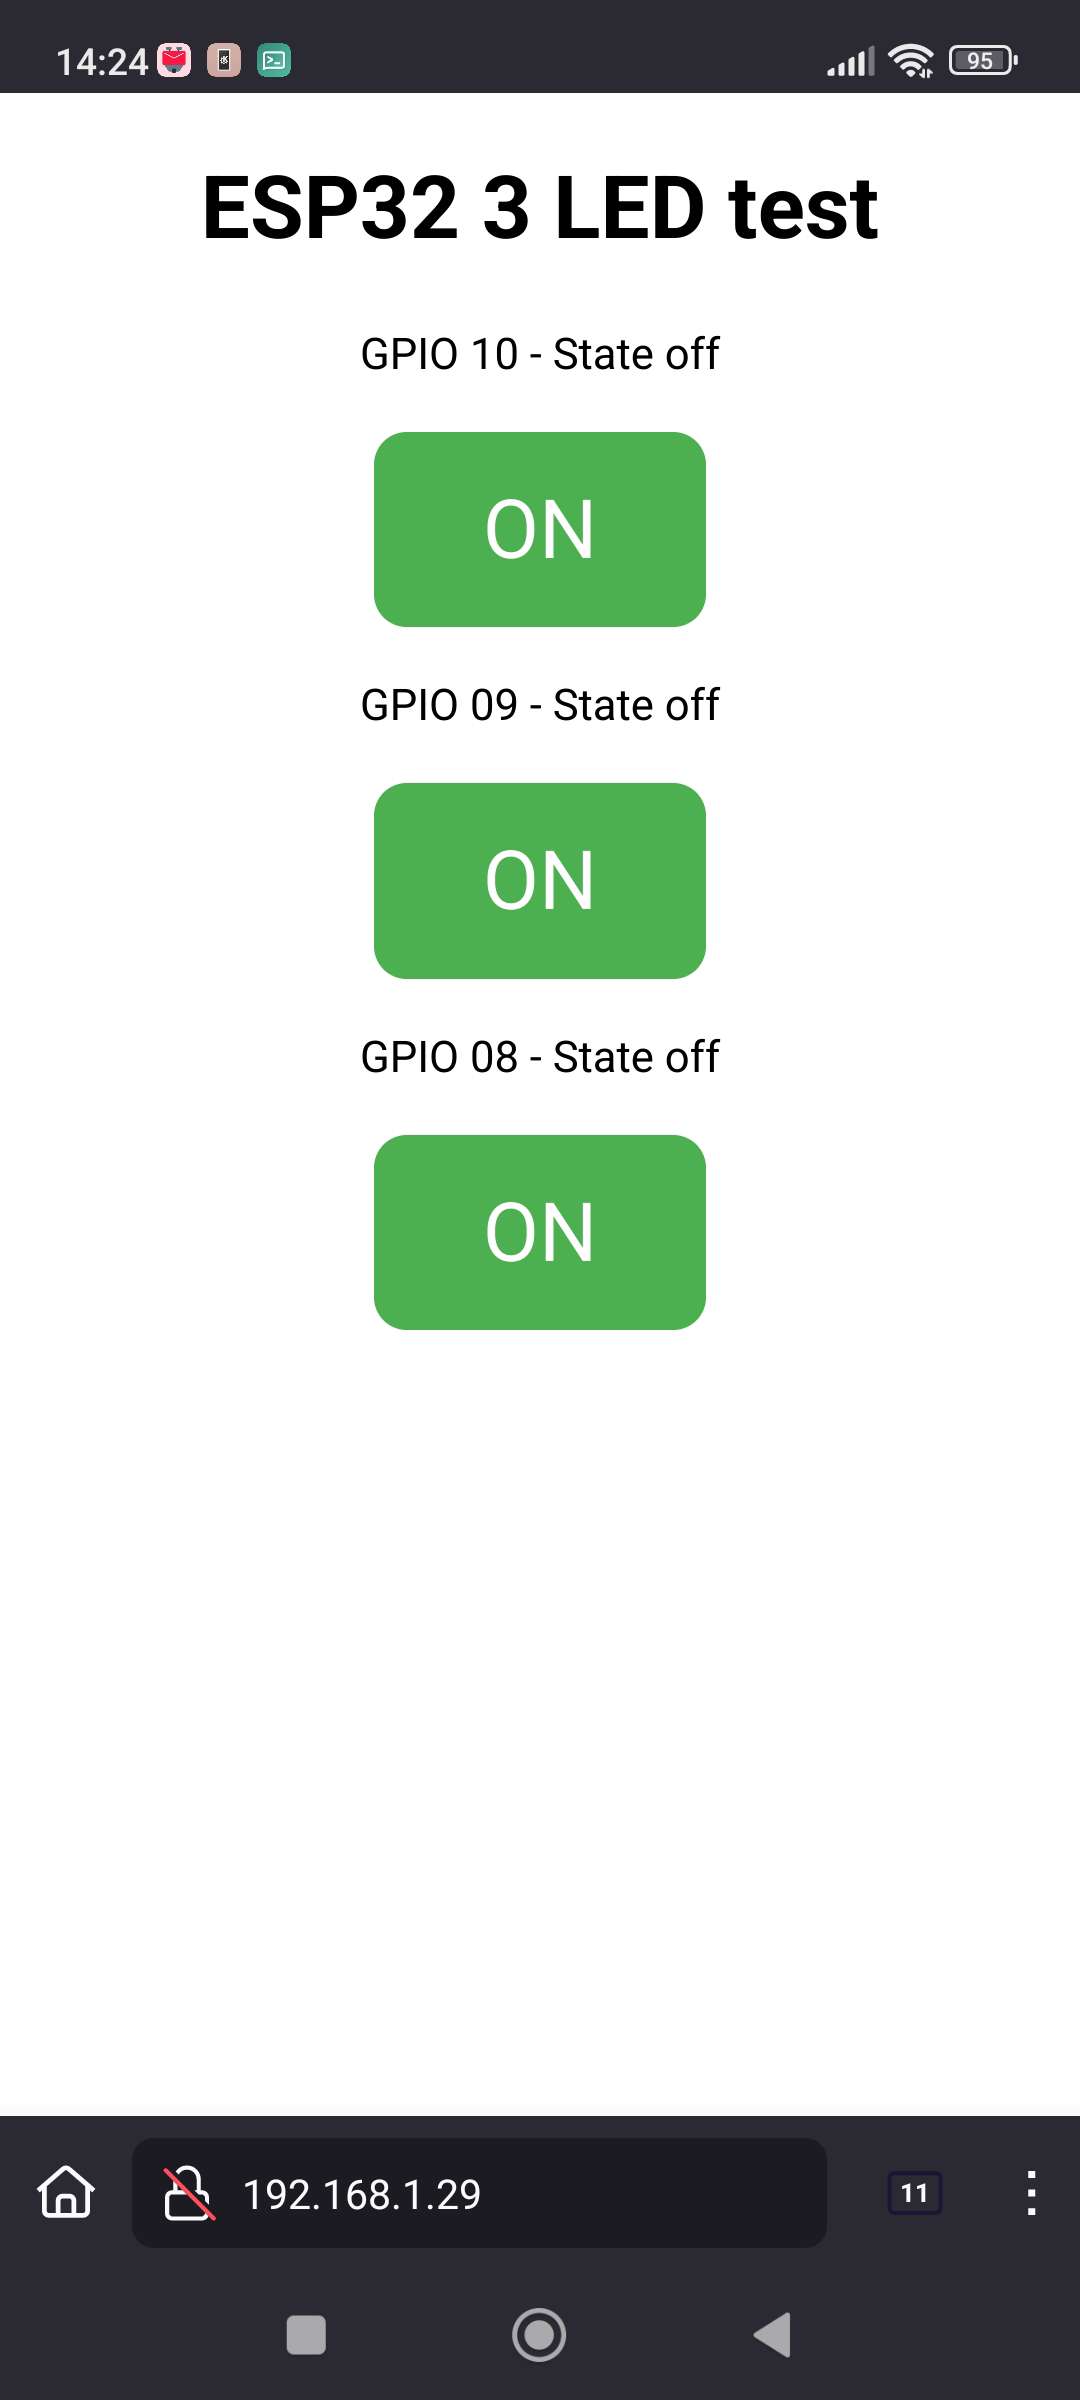 14:24
95
ESP32 3 LED test
GPIO 10 - State off
ON
GPIO 09 - State off
ON
GPIO 08 - State off
ON
192.168.1.29
11